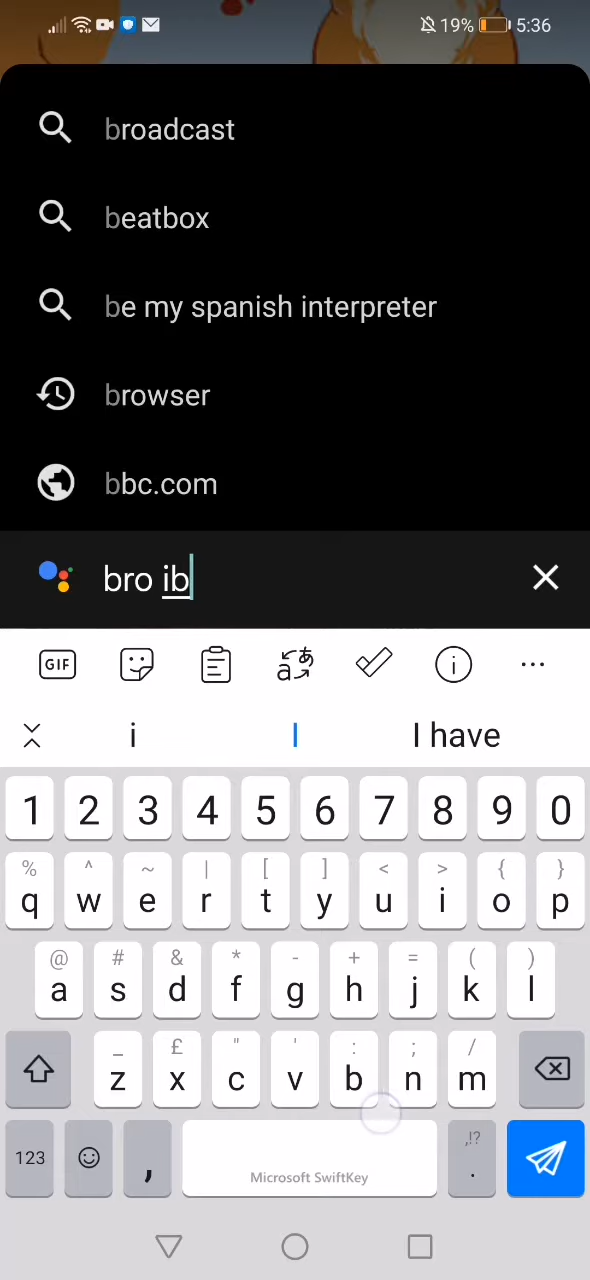 19% 5:36
broadcast
beatbox
be my spanish interpreter
browser
bbc.com
bro ib
GIF
i I I have
1 2 3 4 5 6 7 8 9 0
% ^ ~ | [ ] < > { }
q w e r t y u i o p
@ # & * - + = ( )
a s d f g h j k l
_ £ " ' : ; /
z x c v b n m
,!?
123 , Microsoft SwiftKey .